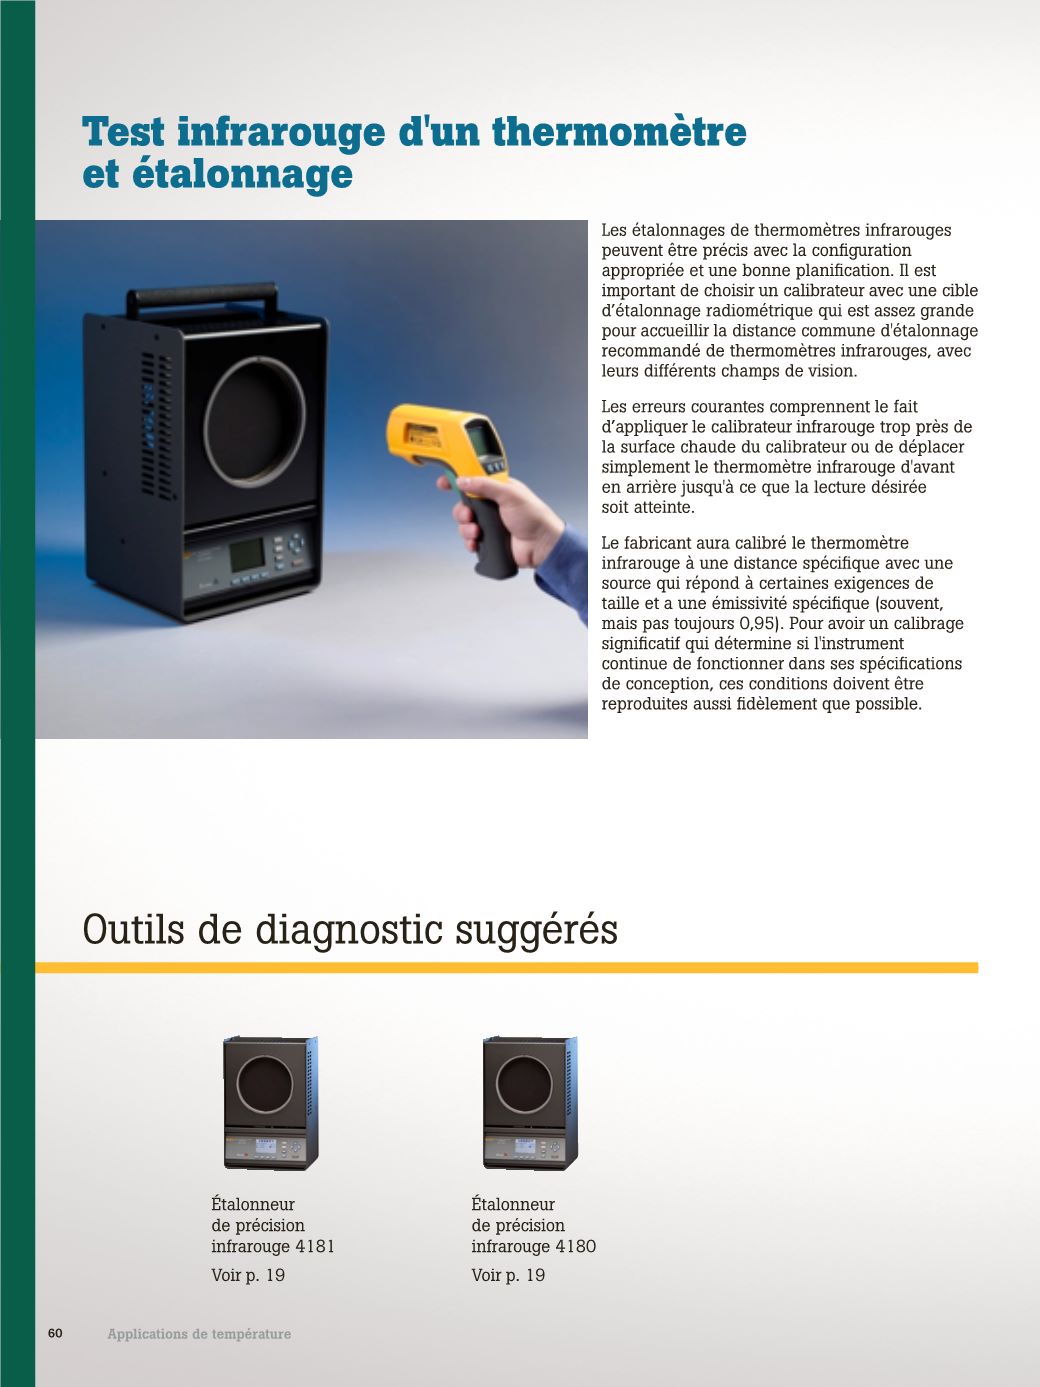 Test infrarouge d'un thermomètre
et étalonnage
Les étalonnages de thermomètres infrarouges
peuvent être précis avec la configuration
appropriée et une bonne planification. Il est
important de choisir un calibrateur avec une cible
d’étalonnage radiométrique qui est assez grande
pour accueillir la distance commune d'étalonnage
recommandé de thermomètres infrarouges, avec
leurs différents champs de vision.
Les erreurs courantes comprennent le fait
d’appliquer le calibrateur infrarouge trop près de
la surface chaude du calibrateur ou de déplacer
simplement le thermomètre infrarouge d'avant
en arrière jusqu'à ce que la lecture désirée
soit atteinte.
Le fabricant aura calibré le thermomètre
infrarouge à une distance spécifique avec une
source qui répond à certaines exigences de
taille et a une émissivité spécifique (souvent,
mais pas toujours 0,95). Pour avoir un calibrage
significatif qui détermine si l'instrument
continue de fonctionner dans ses spécifications
de conception, ces conditions doivent être
reproduites aussi fidèlement que possible.
Outils de diagnostic suggérés
Étalonneur
de précision
infrarouge 4181
Voir p. 19
Étalonneur
de précision
infrarouge 4180
Voir p. 19
60 Applications de température